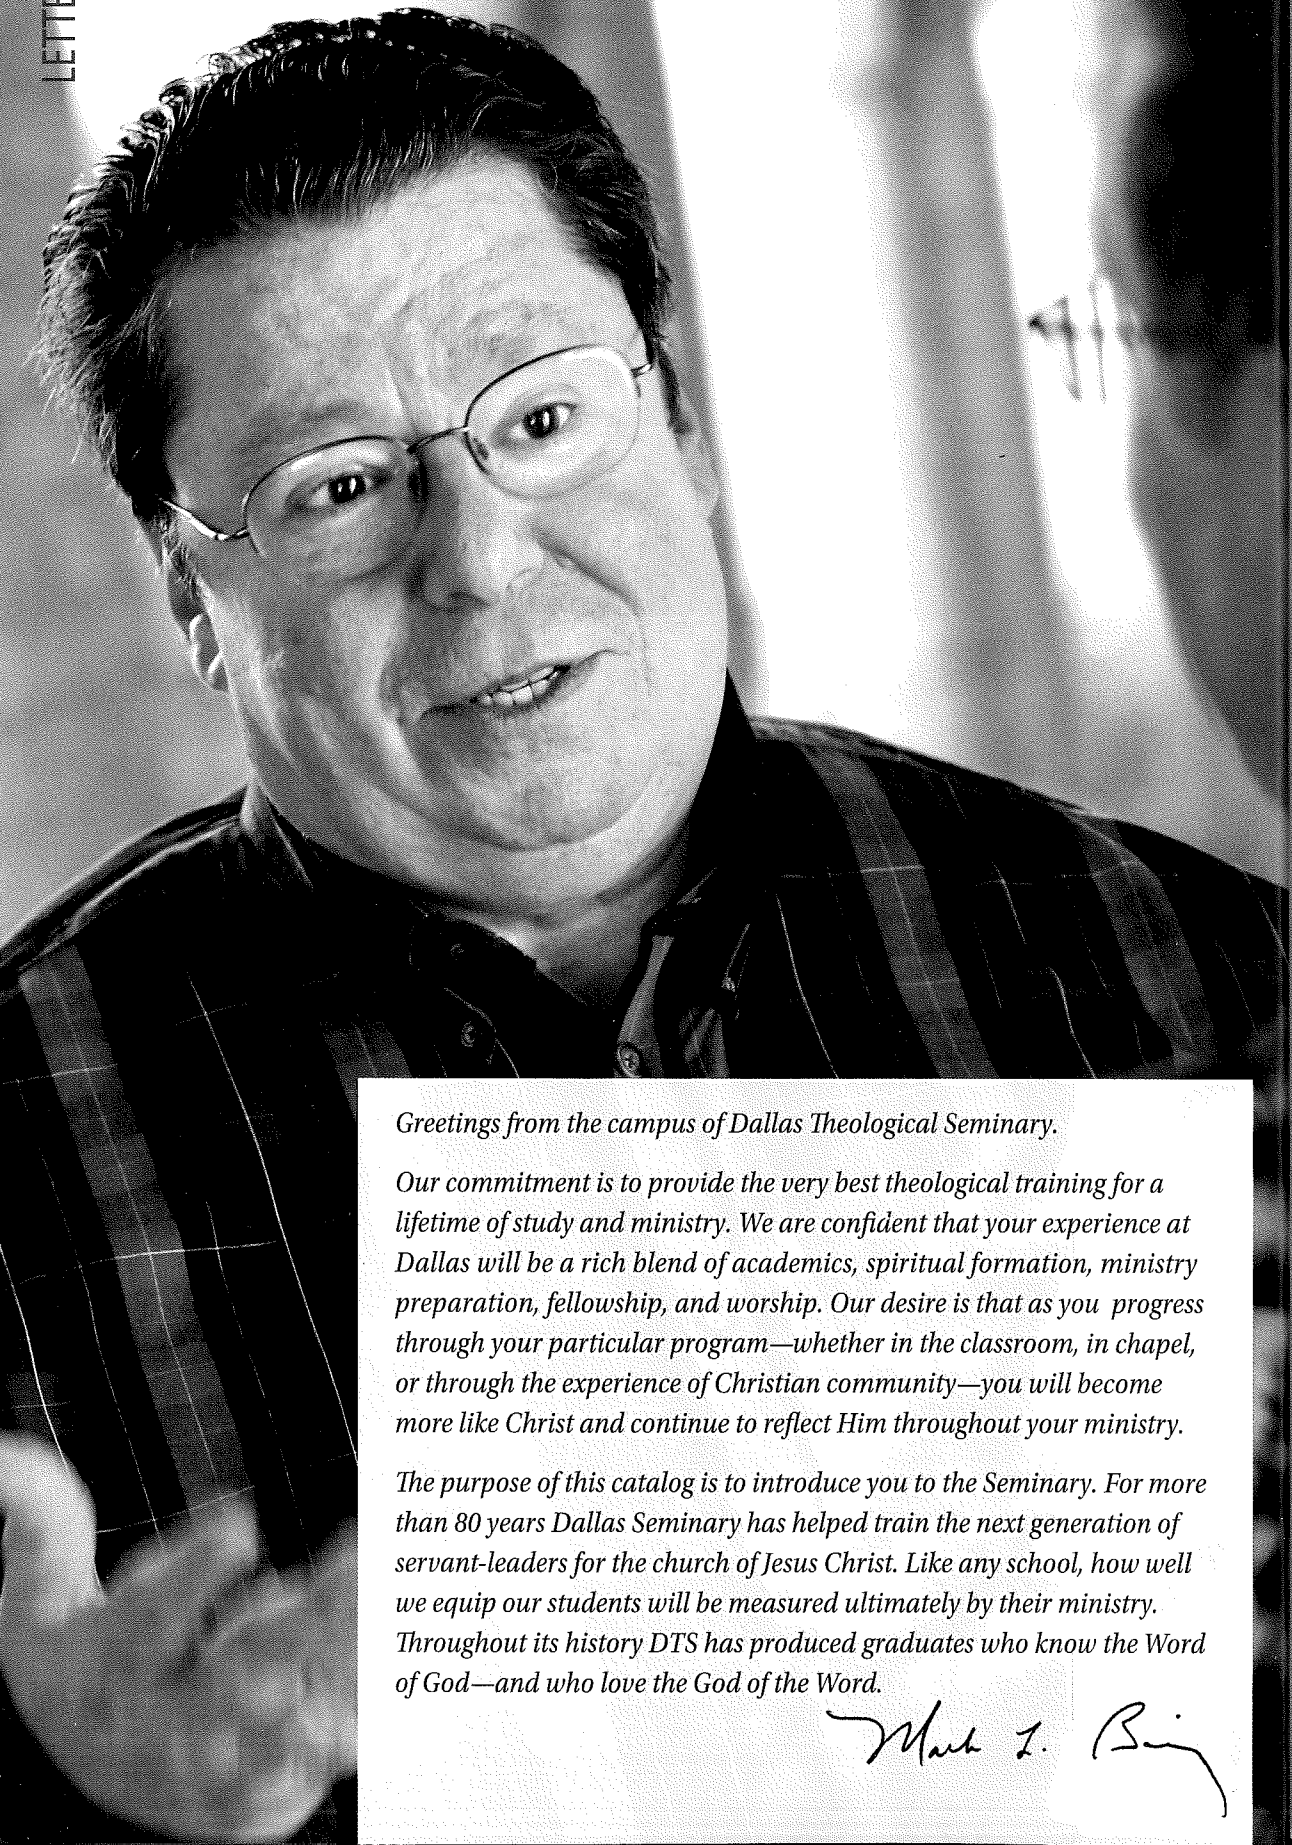 LETTE
Greetings from the campus of Dallas Theological Seminary.
Our commitment is to provide the very best theological training for a
lifetime of study and ministry. We are confident that your experience at
Dallas will be a rich blend of academics, spiritual formation, ministry
preparation, fellowship, and worship. Our desire is that as you progress
through your particular program—whether in the classroom, in chapel,
or through the experience of Christian community—you will become
more like Christ and continue to reflect Him throughout your ministry.
The purpose of this catalog is to introduce you to the Seminary. For more
than 80 years Dallas Seminary has helped train the next generation of
servant-leaders for the church of Jesus Christ. Like any school, how well
we equip our students will be measured ultimately by their ministry.
Throughout its history DTS has produced graduates who know the Word
of God—and who love the God of the Word.
Mark L.